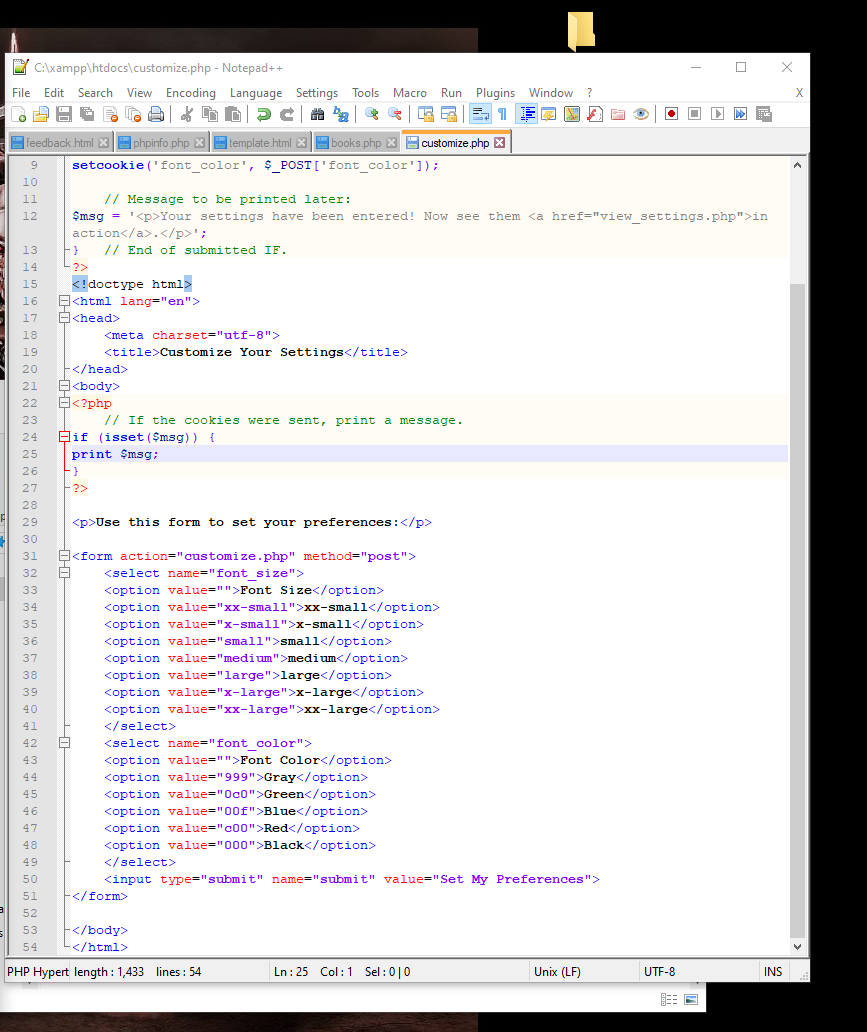 C:\xampp\htdocs\customize.php - Notepad++
File Edit Search View Encoding Language Settings Tools Macro Run Plugins Window ? X
feedback.html phpinfo.php template.html books.php customize.php
9 setcookie('font_color', $_POST['font_color']);
10
11 // Message to be printed later:
12 $msg = '<p>Your settings have been entered! Now see them <a href="view_settings.php">in
action</a>.</p>';
13 } // End of submitted IF.
14 ?>
15 <!doctype html>
16 <html lang="en">
17 <head>
18 <meta charset="utf-8">
19 <title>Customize Your Settings</title>
20 </head>
21 <body>
22 <?php
23 // If the cookies were sent, print a message.
24 if (isset($msg)) {
25 print $msg;
26 }
27 ?>
28
29 <p>Use this form to set your preferences:</p>
30
31 <form action="customize.php" method="post">
32 <select name="font_size">
33 <option value="">Font Size</option>
34 <option value="xx-small">xx-small</option>
35 <option value="x-small">x-small</option>
36 <option value="small">small</option>
37 <option value="medium">medium</option>
38 <option value="large">large</option>
39 <option value="x-large">x-large</option>
40 <option value="xx-large">xx-large</option>
41 </select>
42 <select name="font_color">
43 <option value="">Font Color</option>
44 <option value="999">Gray</option>
45 <option value="0c0">Green</option>
46 <option value="00f">Blue</option>
47 <option value="c00">Red</option>
48 <option value="000">Black</option>
49 </select>
50 <input type="submit" name="submit" value="Set My Preferences">
51 </form>
52
53 </body>
54 </html>
PHP Hypert length : 1,433 lines : 54 Ln : 25 Col : 1 Sel : 0 | 0 Unix (LF) UTF-8 INS